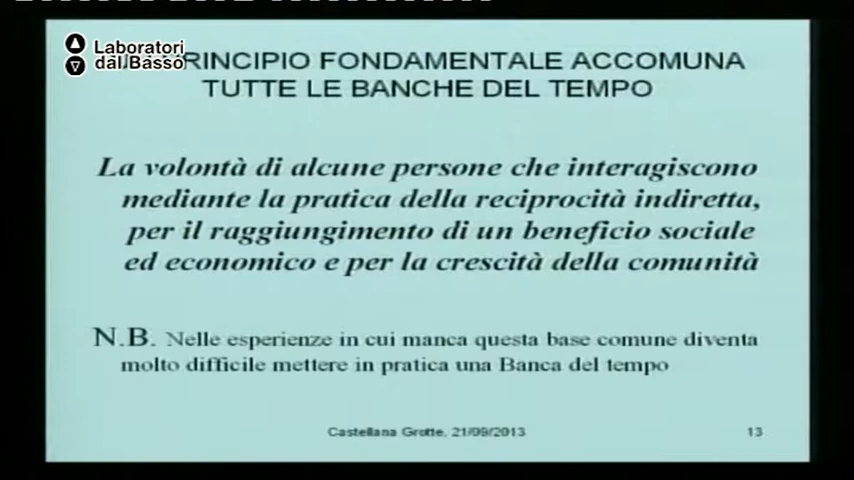 Laboratori
dal Basso
PRINCIPIO FONDAMENTALE ACCOMUNA
TUTTE LE BANCHE DEL TEMPO
La volontà di alcune persone che interagiscono
mediante la pratica della reciprocità indiretta,
per il raggiungimento di un beneficio sociale
ed economico e per la crescità della comunità
N.B. Nelle esperienze in cui manca questa base comune diventa
molto difficile mettere in pratica una Banca del tempo
Castellana Grotte, 21/09/2013
13